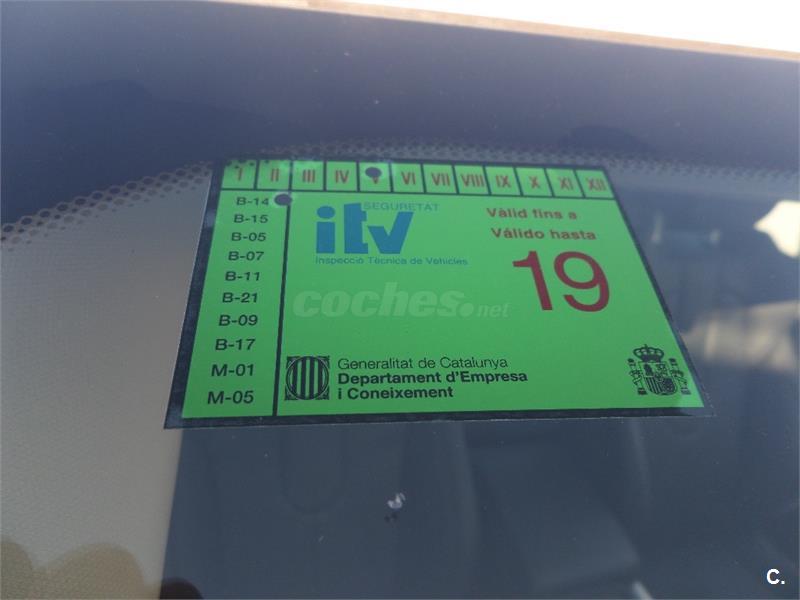 I II III IV V VI VII VIII IX X XI XII
B-14
B-15
B-05
B-07
B-11
B-21
B-09
B-17
M-01
M-05
SEGURETAT
itv
Inspecció Tècnica de Vehicles
Vàlid fins a
Válido hasta
19
coches.net
Generalitat de Catalunya
Departament d'Empresa
i Coneixement
C.